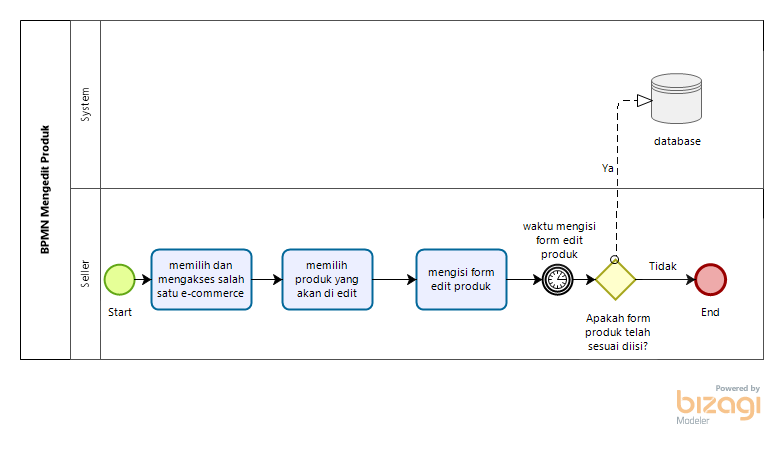 BPMN Mengedit Produk
System
database
Ya
Seller
Start
memilih dan
mengakses salah
satu e-commerce
memilih
produk yang
akan di edit
mengisi form
edit produk
waktu mengisi
form edit
produk
Apakah form
produk telah
sesuai diisi?
Tidak
End
Powered by
bizagi
Modeler